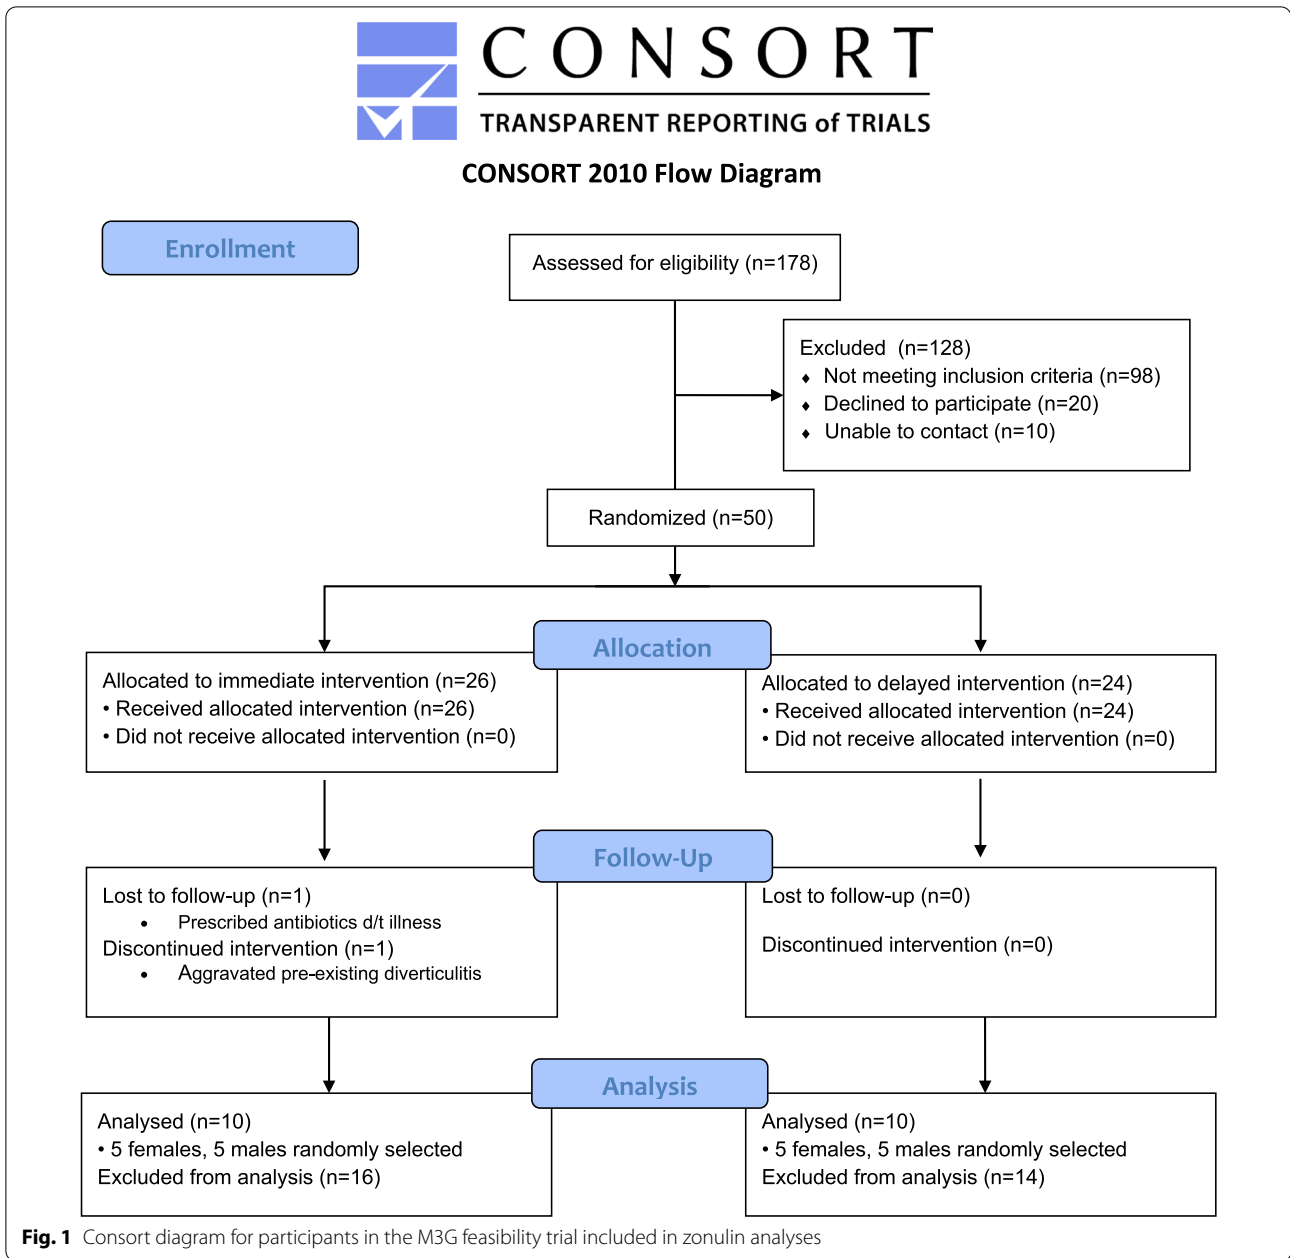 CONSORT
TRANSPARENT REPORTING of TRIALS
CONSORT 2010 Flow Diagram
Enrollment
Assessed for eligibility (n=178)
Excluded (n=128)
♦ Not meeting inclusion criteria (n=98)
♦ Declined to participate (n=20)
♦ Unable to contact (n=10)
Randomized (n=50)
Allocation
Allocated to immediate intervention (n=26)
• Received allocated intervention (n=26)
• Did not receive allocated intervention (n=0)
Allocated to delayed intervention (n=24)
• Received allocated intervention (n=24)
• Did not receive allocated intervention (n=0)
Follow-Up
Lost to follow-up (n=1)
• Prescribed antibiotics d/t illness
Discontinued intervention (n=1)
• Aggravated pre-existing diverticulitis
Lost to follow-up (n=0)
Discontinued intervention (n=0)
Analysis
Analysed (n=10)
• 5 females, 5 males randomly selected
Excluded from analysis (n=16)
Analysed (n=10)
• 5 females, 5 males randomly selected
Excluded from analysis (n=14)
Fig. 1 Consort diagram for participants in the M3G feasibility trial included in zonulin analyses